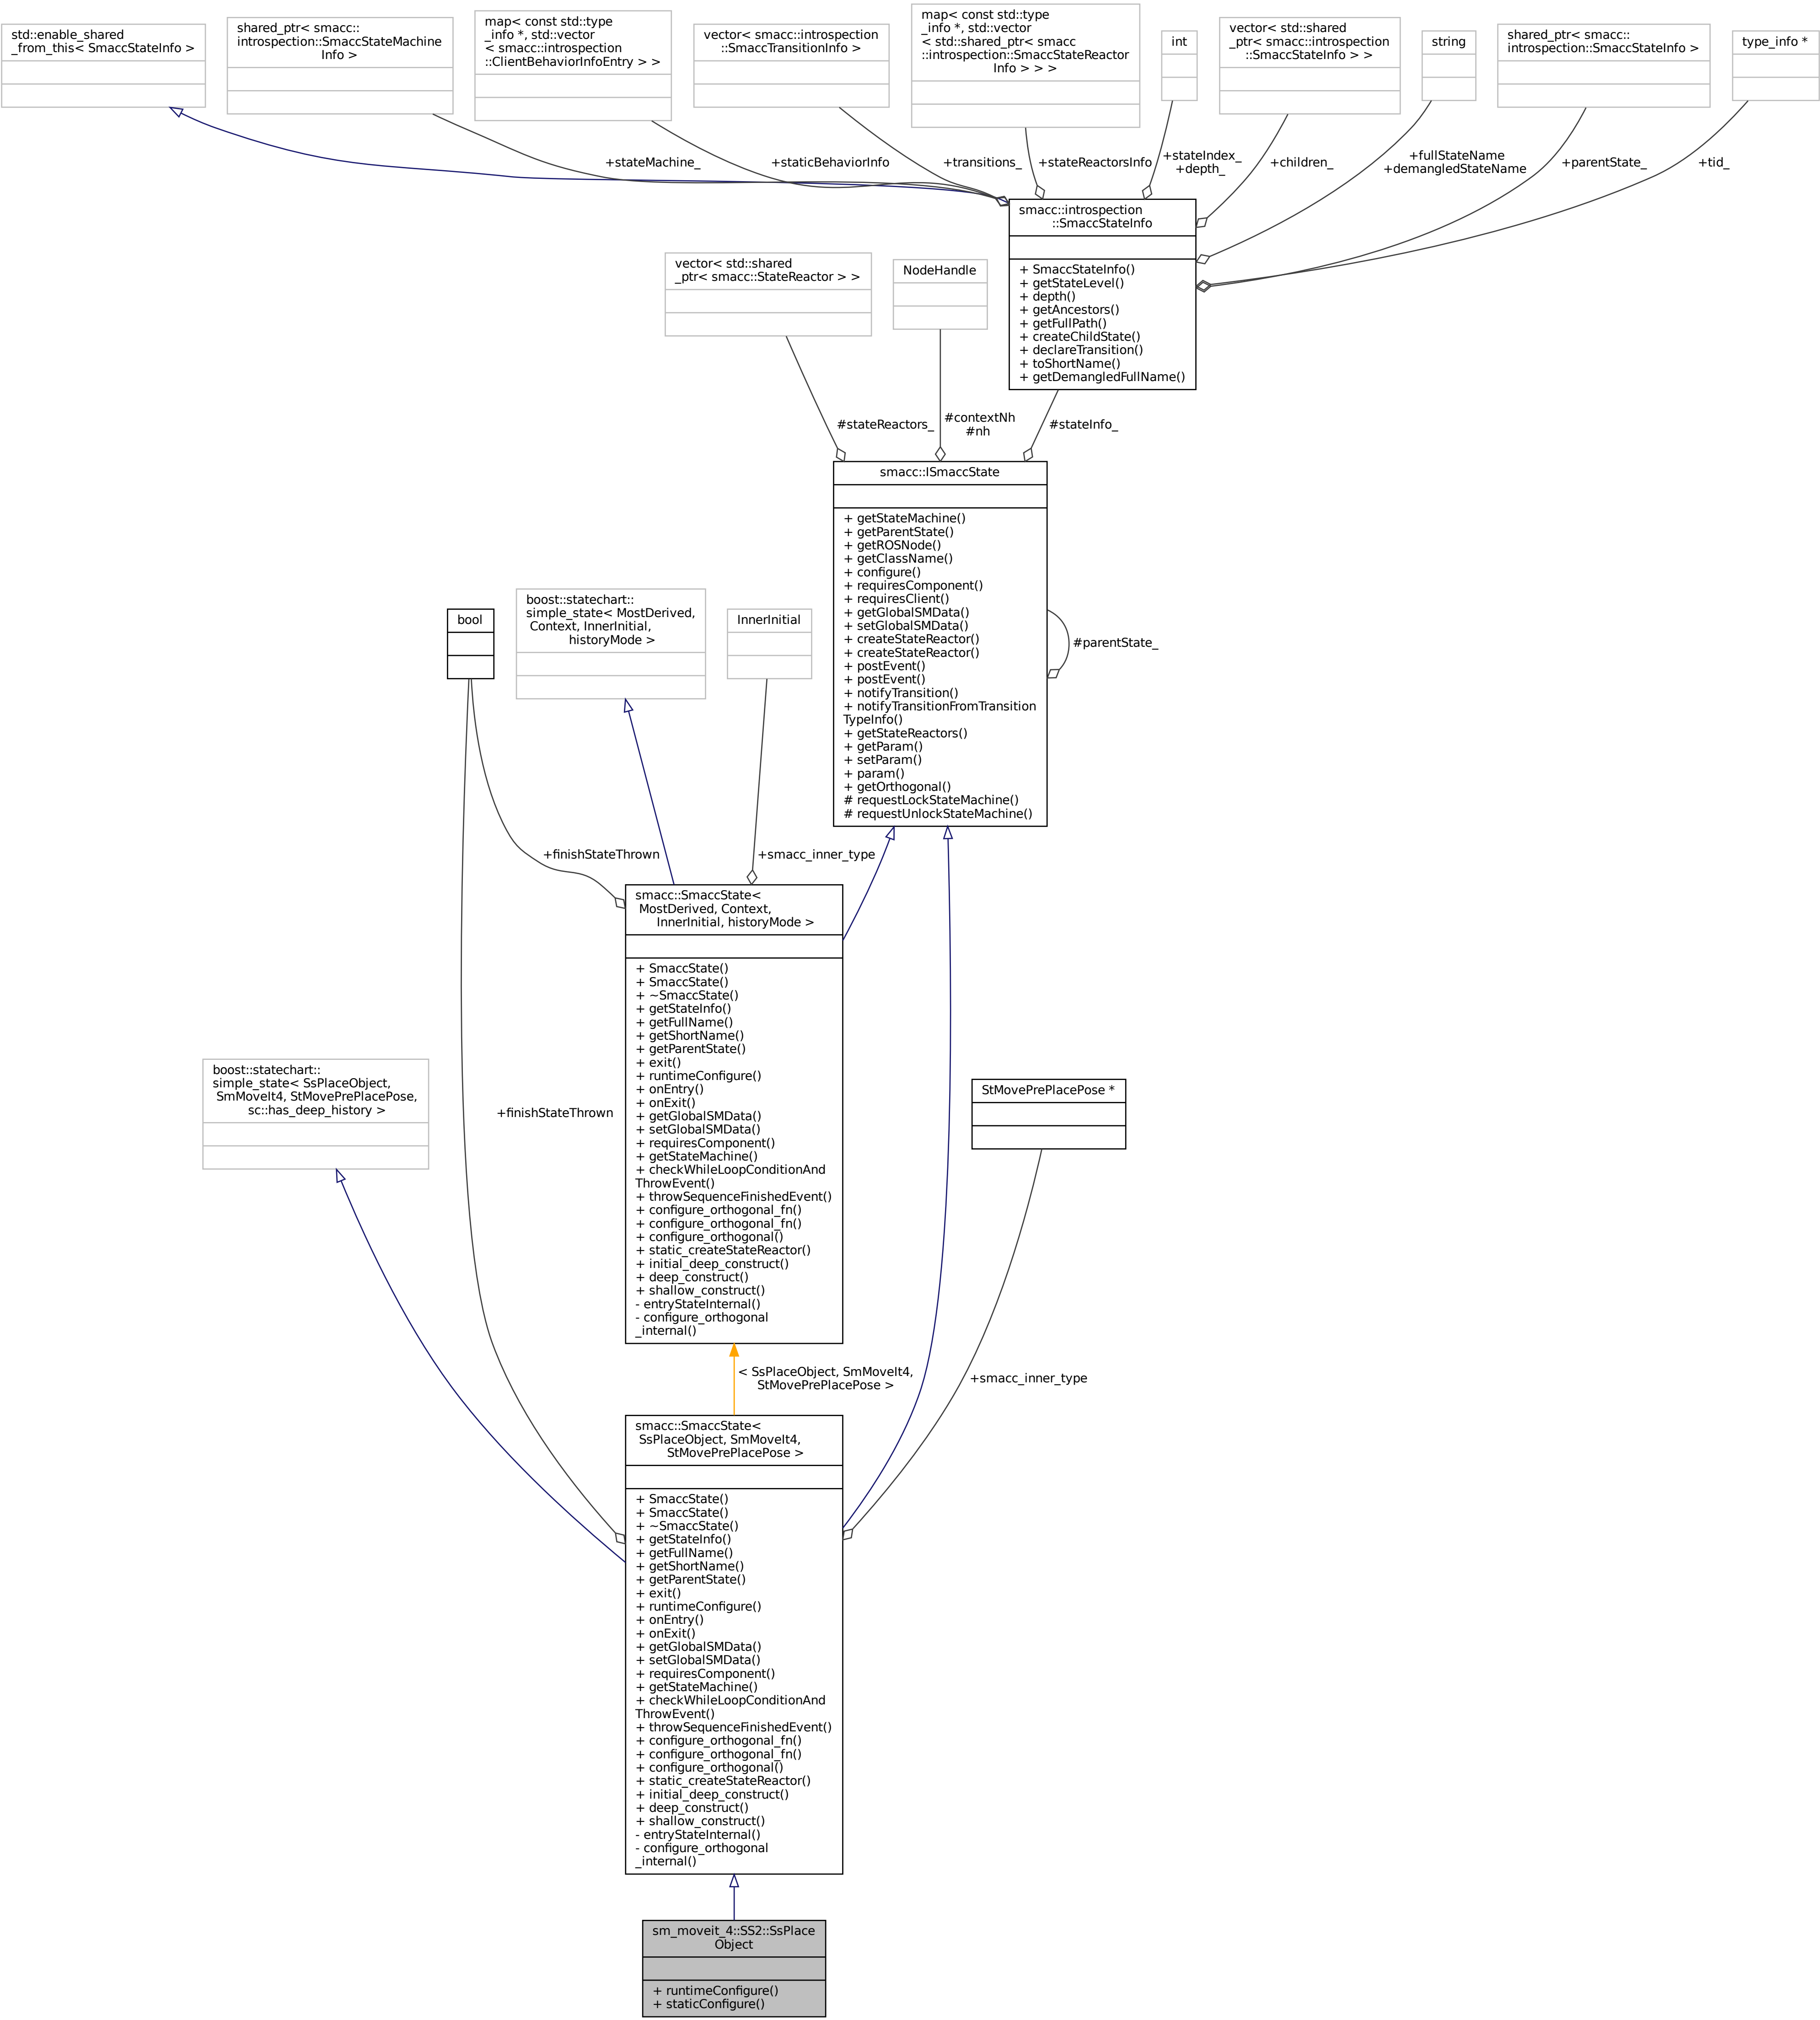 std::enable_shared
_from_this< SmaccStateInfo >
shared_ptr< smacc::
introspection::SmaccStateMachine
Info >
map< const std::type
_info *, std::vector
< smacc::introspection
::ClientBehaviorInfoEntry > >
vector< smacc::introspection
::SmaccTransitionInfo >
map< const std::type
_info *, std::vector
< std::shared_ptr< smacc
::introspection::SmaccStateReactor
Info > > >
int
vector< std::shared
_ptr< smacc::introspection
::SmaccStateInfo > >
string
shared_ptr< smacc::
introspection::SmaccStateInfo >
type_info *
+stateMachine_
+staticBehaviorInfo
+transitions_
+stateReactorsInfo
+stateIndex_
+depth_
+children_
+fullStateName
+demangledStateName
+parentState_
+tid_
smacc::introspection
::SmaccStateInfo
+ SmaccStateInfo()
+ getStateLevel()
+ depth()
+ getAncestors()
+ getFullPath()
+ createChildState()
+ declareTransition()
+ toShortName()
+ getDemangledFullName()
vector< std::shared
_ptr< smacc::StateReactor > >
NodeHandle
#stateReactors_
#contextNh
#nh
#stateInfo_
smacc::ISmaccState
+ getStateMachine()
+ getParentState()
+ getROSNode()
+ getClassName()
+ configure()
+ requiresComponent()
+ requiresClient()
+ getGlobalSMData()
+ setGlobalSMData()
+ createStateReactor()
+ createStateReactor()
+ postEvent()
+ postEvent()
+ notifyTransition()
+ notifyTransitionFromTransition
TypeInfo()
+ getStateReactors()
+ getParam()
+ setParam()
+ param()
+ getOrthogonal()
# requestLockStateMachine()
# requestUnlockStateMachine()
#parentState_
bool
boost::statechart::
simple_state< MostDerived,
Context, InnerInitial,
historyMode >
InnerInitial
+finishStateThrown
+smacc_inner_type
smacc::SmaccState<
MostDerived, Context,
InnerInitial, historyMode >
+ SmaccState()
+ SmaccState()
+ ~SmaccState()
+ getStateInfo()
+ getFullName()
+ getShortName()
+ getParentState()
+ exit()
+ runtimeConfigure()
+ onEntry()
+ onExit()
+ getGlobalSMData()
+ setGlobalSMData()
+ requiresComponent()
+ getStateMachine()
+ checkWhileLoopConditionAnd
ThrowEvent()
+ throwSequenceFinishedEvent()
+ configure_orthogonal_fn()
+ configure_orthogonal_fn()
+ configure_orthogonal()
+ static_createStateReactor()
+ initial_deep_construct()
+ deep_construct()
+ shallow_construct()
- entryStateInternal()
- configure_orthogonal
_internal()
boost::statechart::
simple_state< SsPlaceObject,
SmMoveIt4, StMovePrePlacePose,
sc::has_deep_history >
+finishStateThrown
StMovePrePlacePose *
< SsPlaceObject, SmMoveIt4,
StMovePrePlacePose >
+smacc_inner_type
smacc::SmaccState<
SsPlaceObject, SmMoveIt4,
StMovePrePlacePose >
+ SmaccState()
+ SmaccState()
+ ~SmaccState()
+ getStateInfo()
+ getFullName()
+ getShortName()
+ getParentState()
+ exit()
+ runtimeConfigure()
+ onEntry()
+ onExit()
+ getGlobalSMData()
+ setGlobalSMData()
+ requiresComponent()
+ getStateMachine()
+ checkWhileLoopConditionAnd
ThrowEvent()
+ throwSequenceFinishedEvent()
+ configure_orthogonal_fn()
+ configure_orthogonal_fn()
+ configure_orthogonal()
+ static_createStateReactor()
+ initial_deep_construct()
+ deep_construct()
+ shallow_construct()
- entryStateInternal()
- configure_orthogonal
_internal()
sm_moveit_4::SS2::SsPlace
Object
+ runtimeConfigure()
+ staticConfigure()